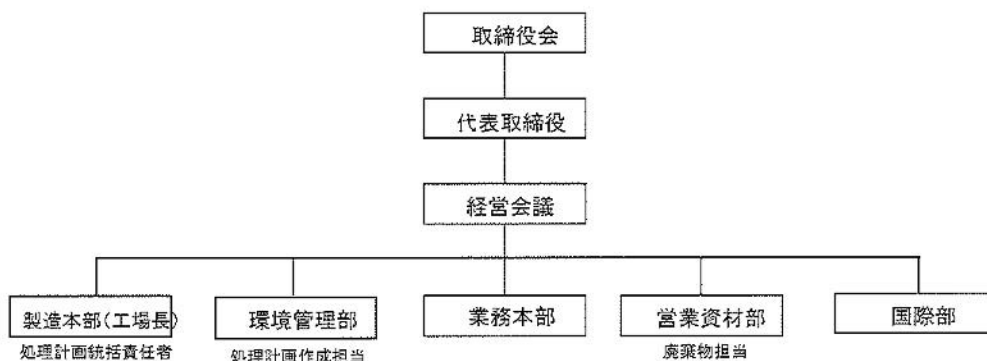 取締役会
代表取締役
経営会議
製造本部(工場長)
処理計画統括責任者
環境管理部
処理計画作成担当
業務本部
営業資材部
廃棄物担当
国際部